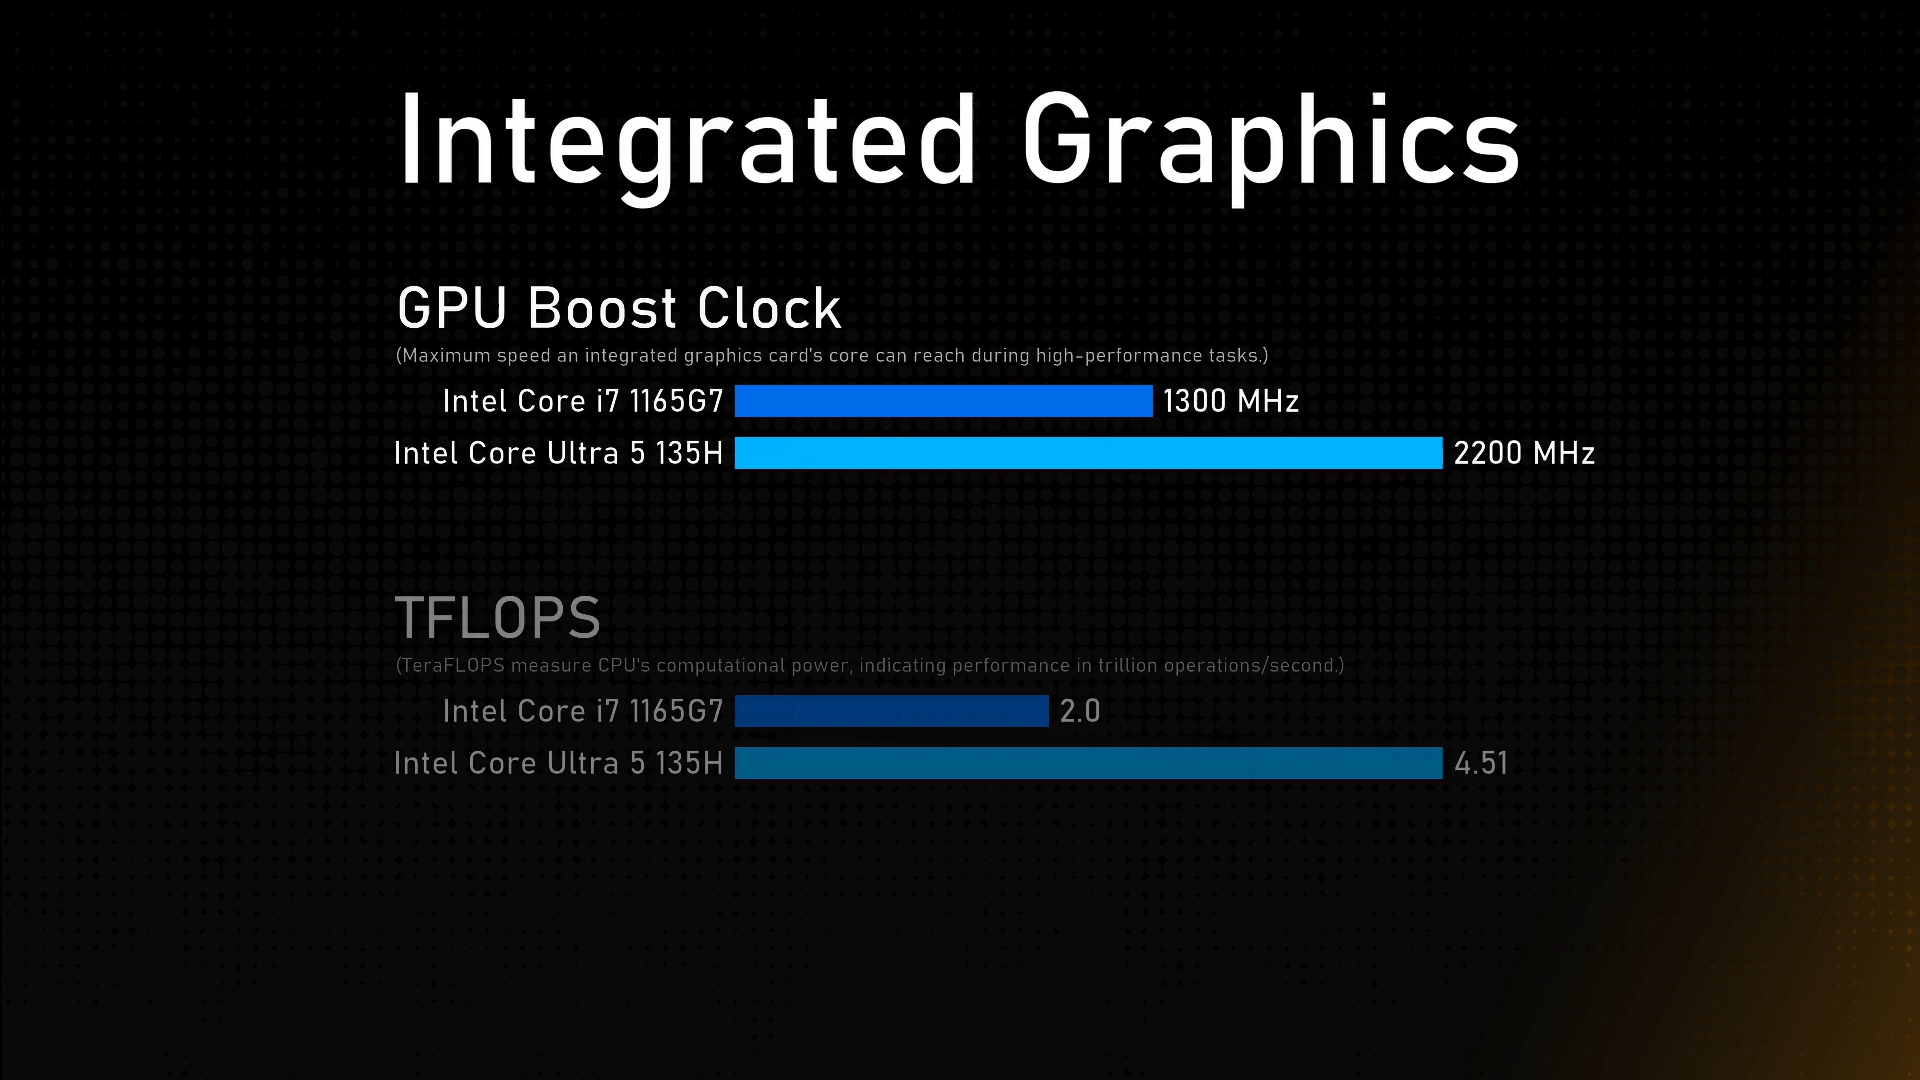 Integrated Graphics
GPU Boost Clock
(Maximum speed an integrated graphics card's core can reach during high-performance tasks.)
Intel Core i7 1165G7 1300 MHz
Intel Core Ultra 5 135H 2200 MHz
TFLOPS
(TeraFLOPS measure CPU's computational power, indicating performance in trillion operations/second.)
Intel Core i7 1165G7 2.0
Intel Core Ultra 5 135H 4.51